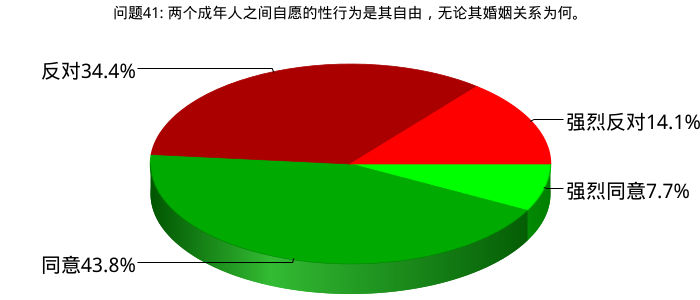 问题41: 两个成年人之间自愿的性行为是其自由，无论其婚姻关系为何。
反对34.4%
强烈反对14.1%
强烈同意7.7%
同意43.8%